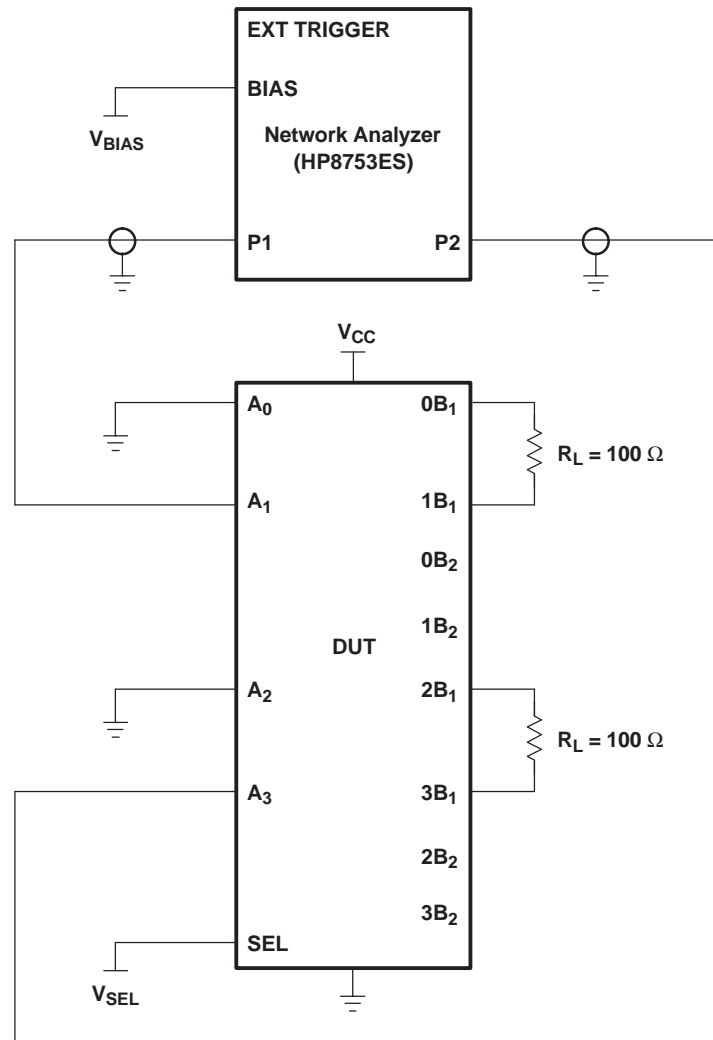 EXT TRIGGER
BIAS
V_BIAS
Network Analyzer
(HP8753ES)
P1
P2
V_CC
A_0
0B_1
R_L = 100 Ω
A_1
1B_1
0B_2
1B_2
DUT
A_2
2B_1
R_L = 100 Ω
A_3
3B_1
2B_2
3B_2
SEL
V_SEL